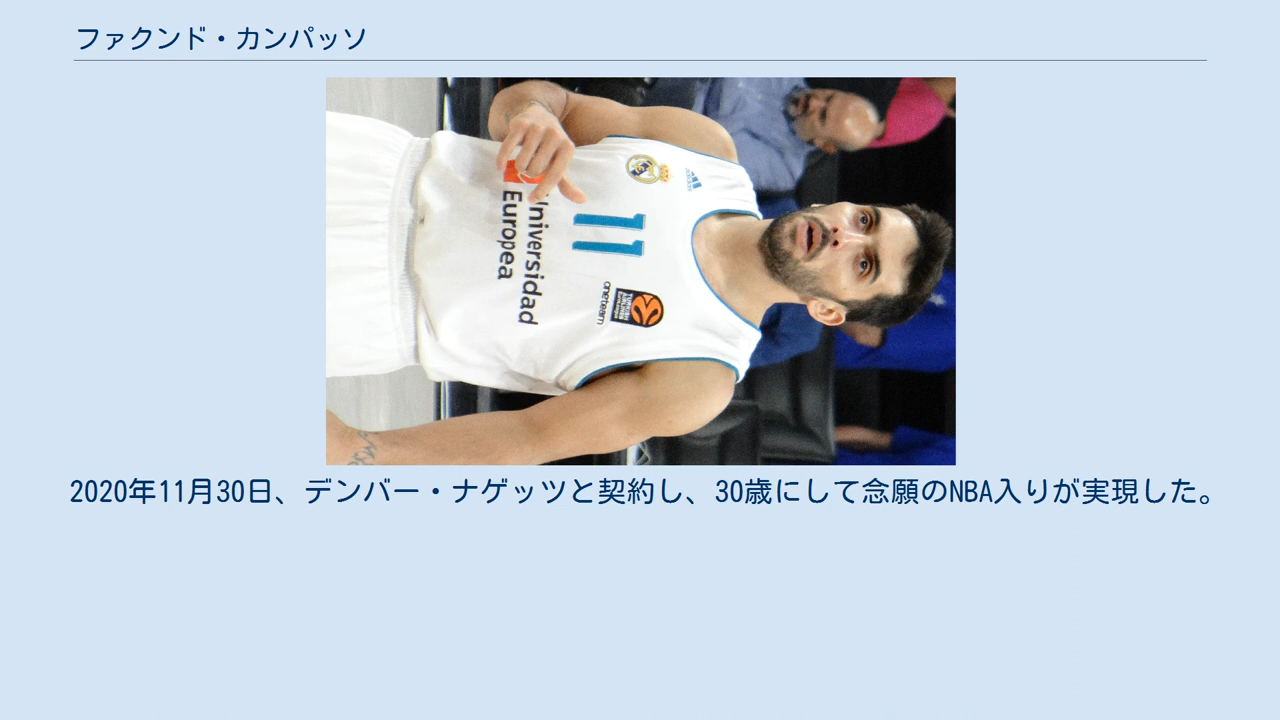 ファクンド・カンパッソ
adidas
11
Universidad
Europea
oneteam
2020年11月30日、デンバー・ナゲッツと契約し、30歳にして念願のNBA入りが実現した。